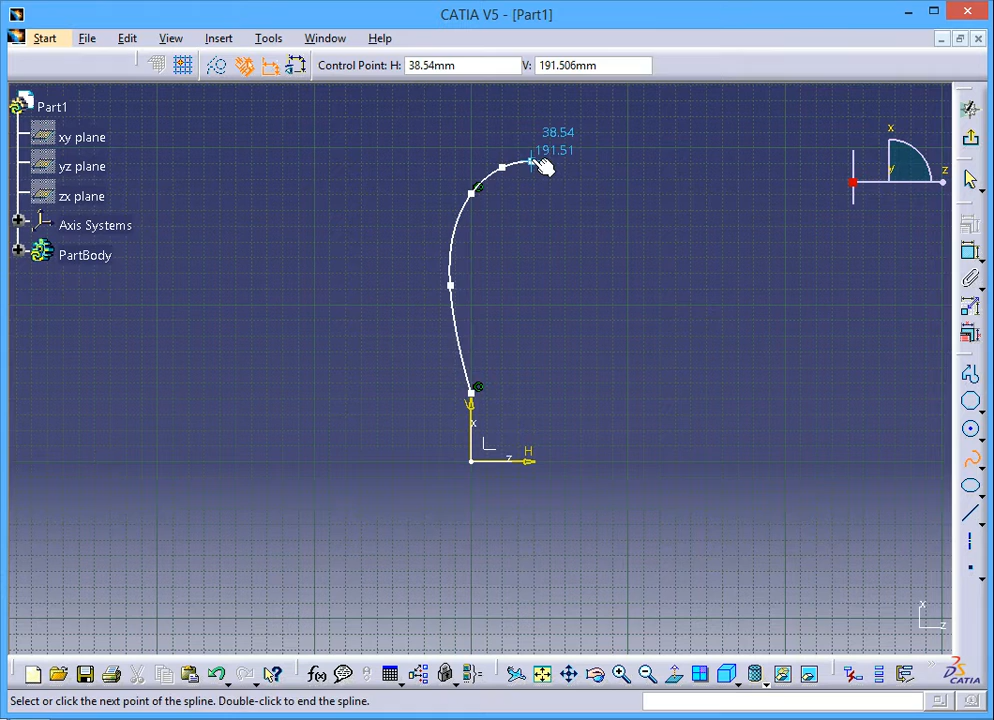 CATIA V5 - [Part1]
Start File Edit View Insert Tools Window Help
Control Point: H: 38.54mm V: 191.506mm
Part1
xy plane
yz plane
zx plane
Axis Systems
PartBody
38.54
191.51
x
y
z
V
x
H
z
x
z
f(x)
CATIA
Select or click the next point of the spline. Double-click to end the spline.